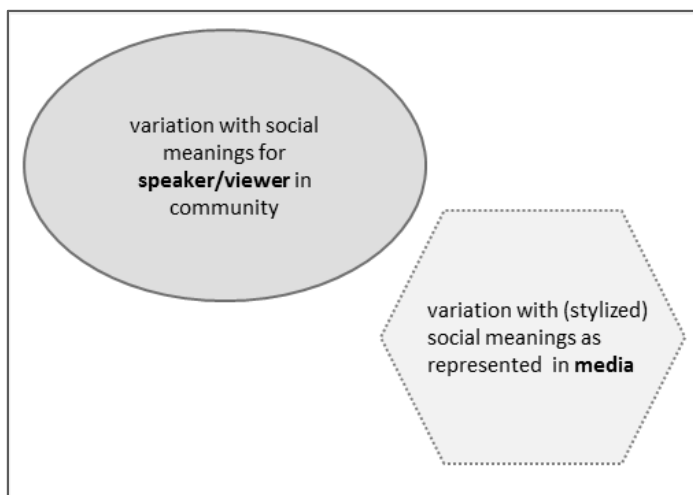 variation with social
meanings for
speaker/viewer in
community
variation with (stylized)
social meanings as
represented in media